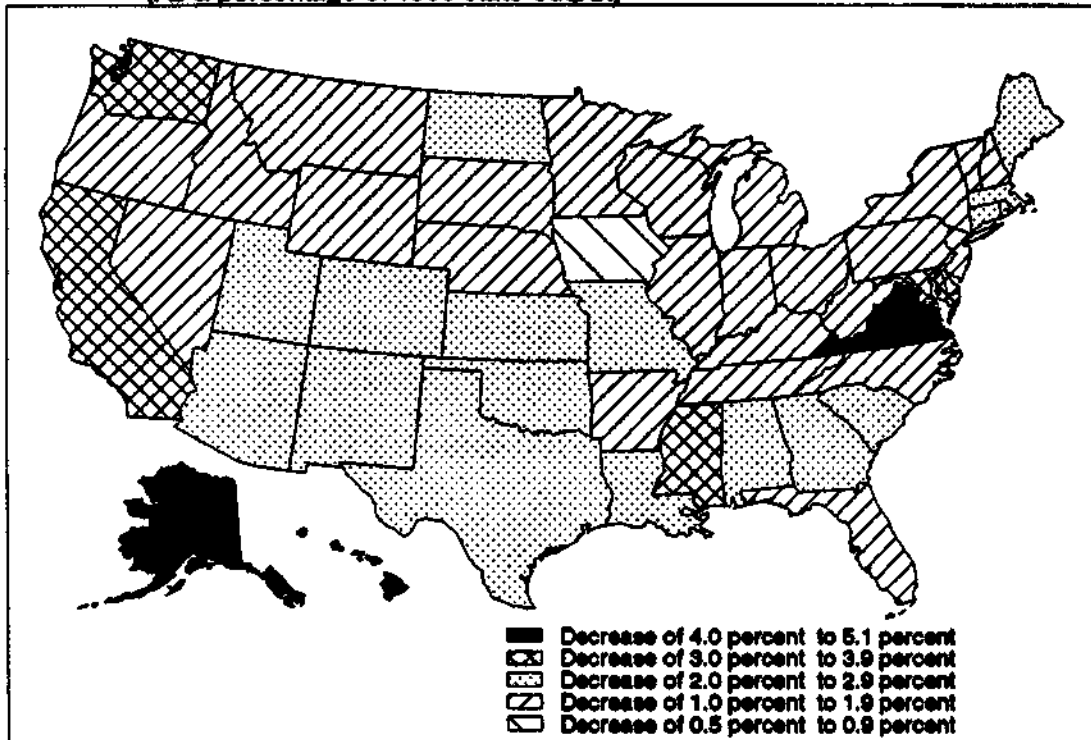 Decrease of 4.0 percent to 5.1 percent
Decrease of 3.0 percent to 3.9 percent
Decrease of 2.0 percent to 2.9 percent
Decrease of 1.0 percent to 1.9 percent
Decrease of 0.5 percent to 0.9 percent